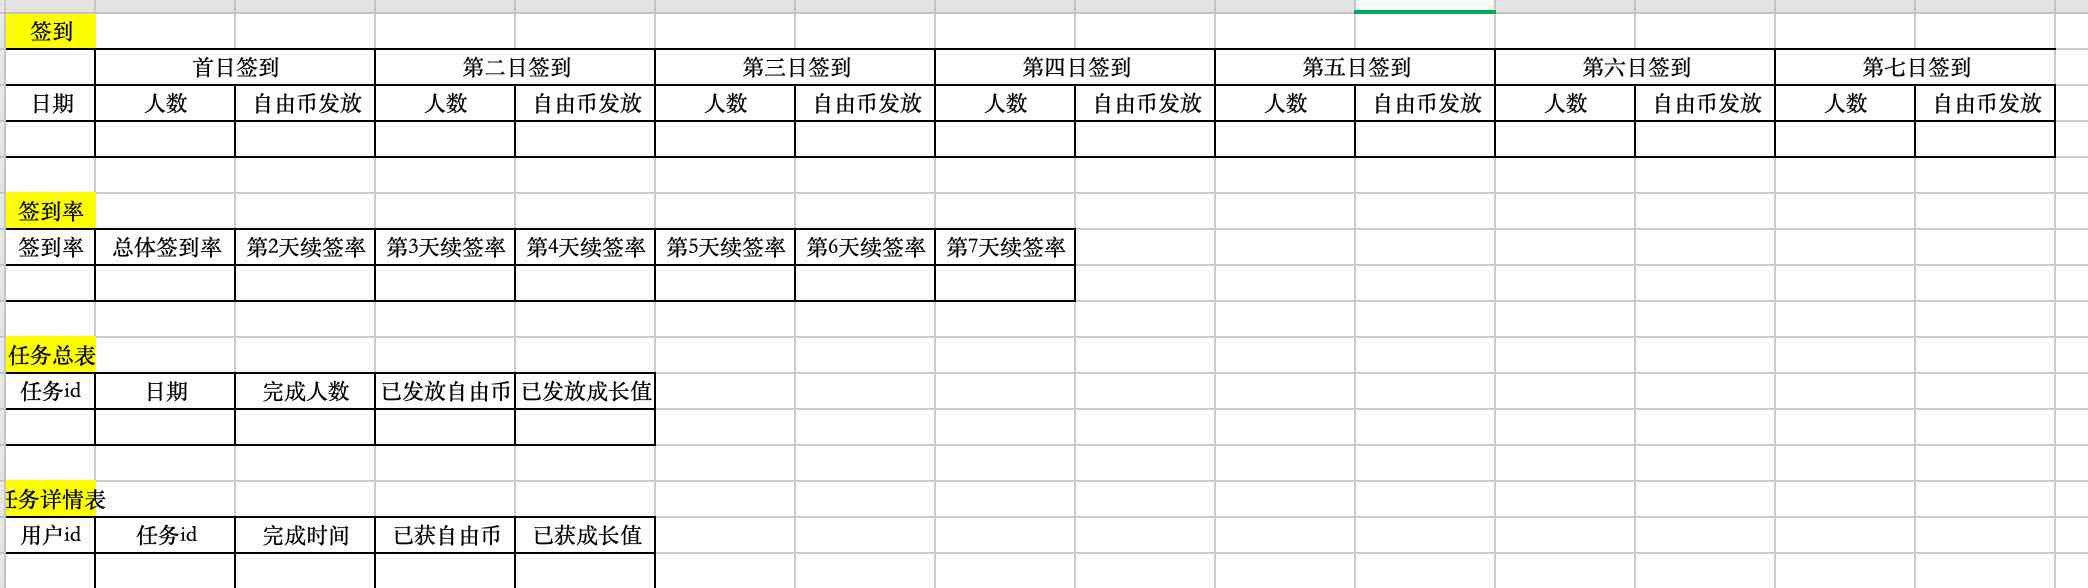 签到
首日签到 第二日签到 第三日签到 第四日签到 第五日签到 第六日签到 第七日签到
日期 人数 自由币发放 人数 自由币发放 人数 自由币发放 人数 自由币发放 人数 自由币发放 人数 自由币发放 人数 自由币发放
签到率
签到率 总体签到率 第2天续签率 第3天续签率 第4天续签率 第5天续签率 第6天续签率 第7天续签率
任务总表
任务id 日期 完成人数 已发放自由币 已发放成长值
任务详情表
用户id 任务id 完成时间 已获自由币 已获成长值